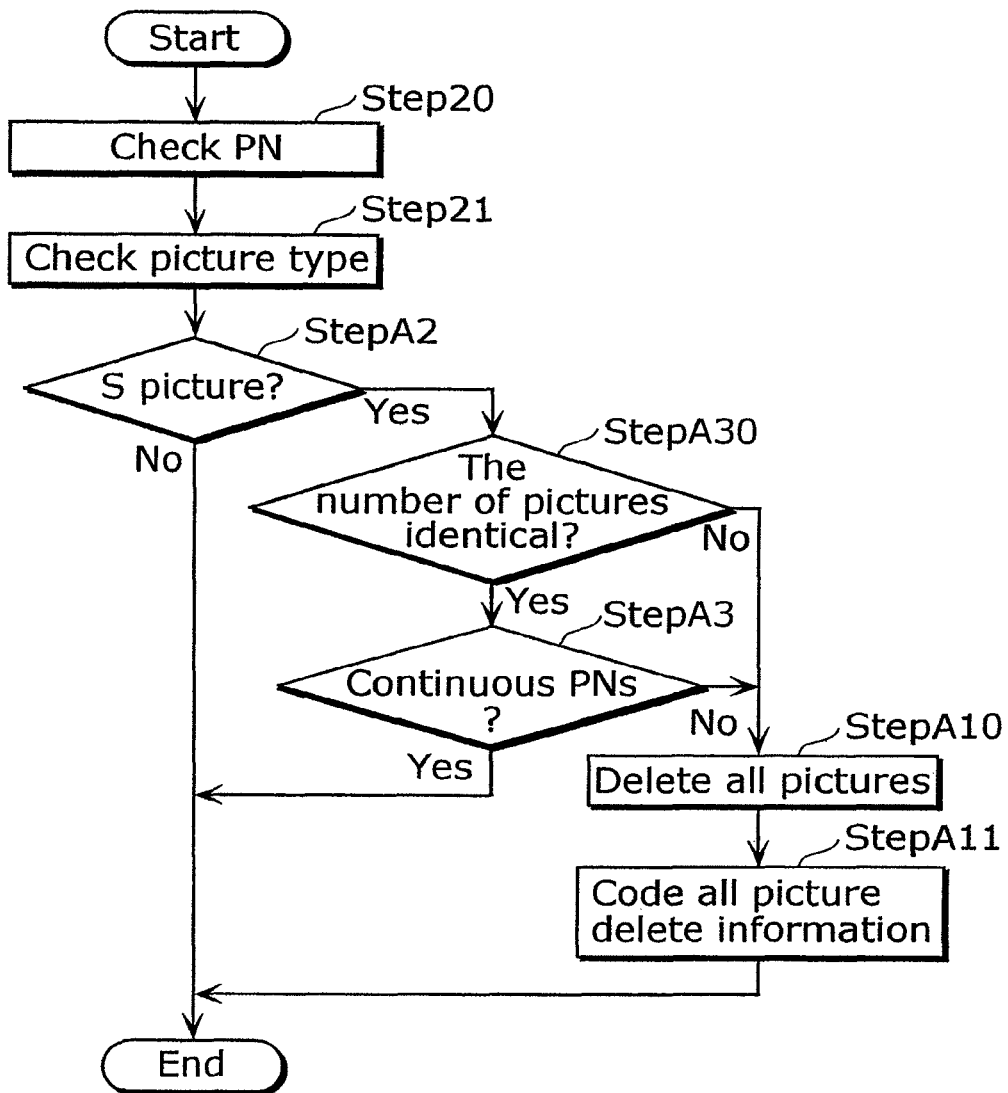 Start
Step20
Check PN
Step21
Check picture type
StepA2
S picture?
Yes
No
StepA30
The
number of pictures
identical?
No
Yes
StepA3
Continuous PNs
?
No
Yes
StepA10
Delete all pictures
StepA11
Code all picture
delete information
End